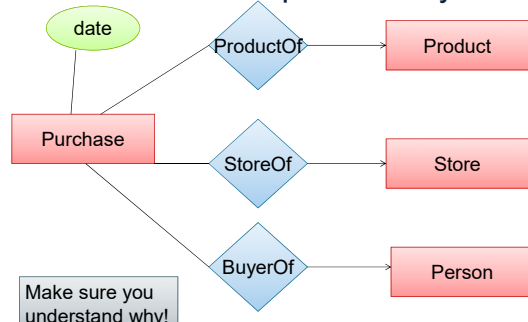 date
ProductOf
Product
Purchase
StoreOf
Store
BuyerOf
Person
Make sure you
understand why!